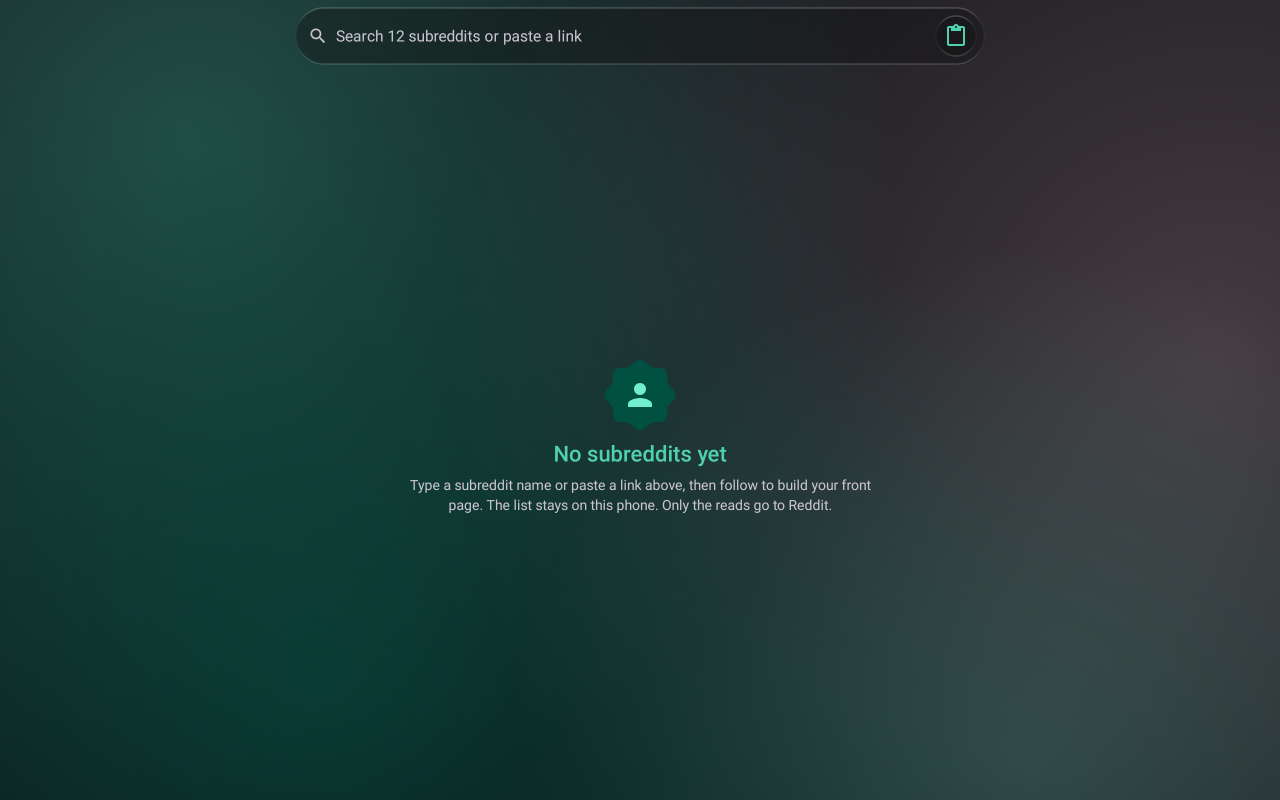 Search 12 subreddits or paste a link
No subreddits yet
Type a subreddit name or paste a link above, then follow to build your front
page. The list stays on this phone. Only the reads go to Reddit.